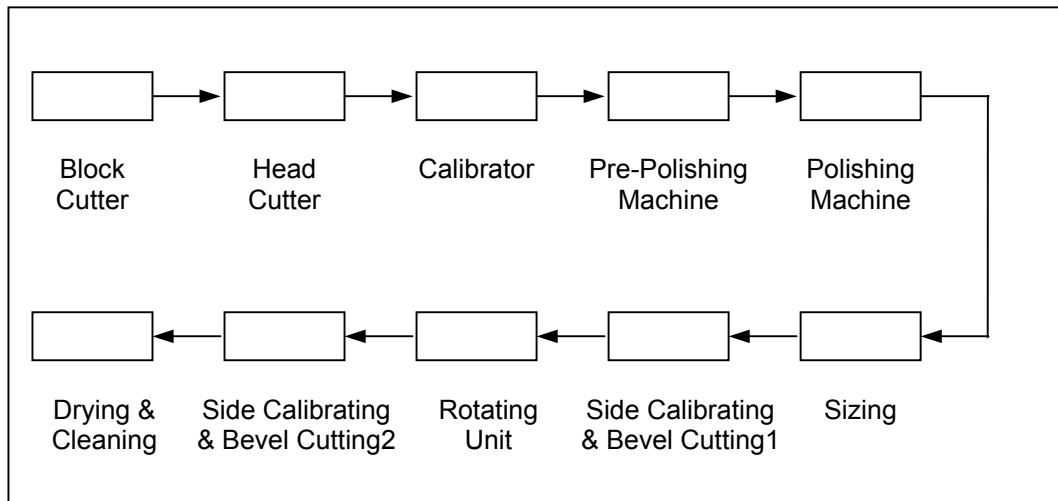 Block
Cutter
Head
Cutter
Calibrator
Pre-Polishing
Machine
Polishing
Machine
Drying &
Cleaning
Side Calibrating
& Bevel Cutting2
Rotating
Unit
Side Calibrating
& Bevel Cutting1
Sizing